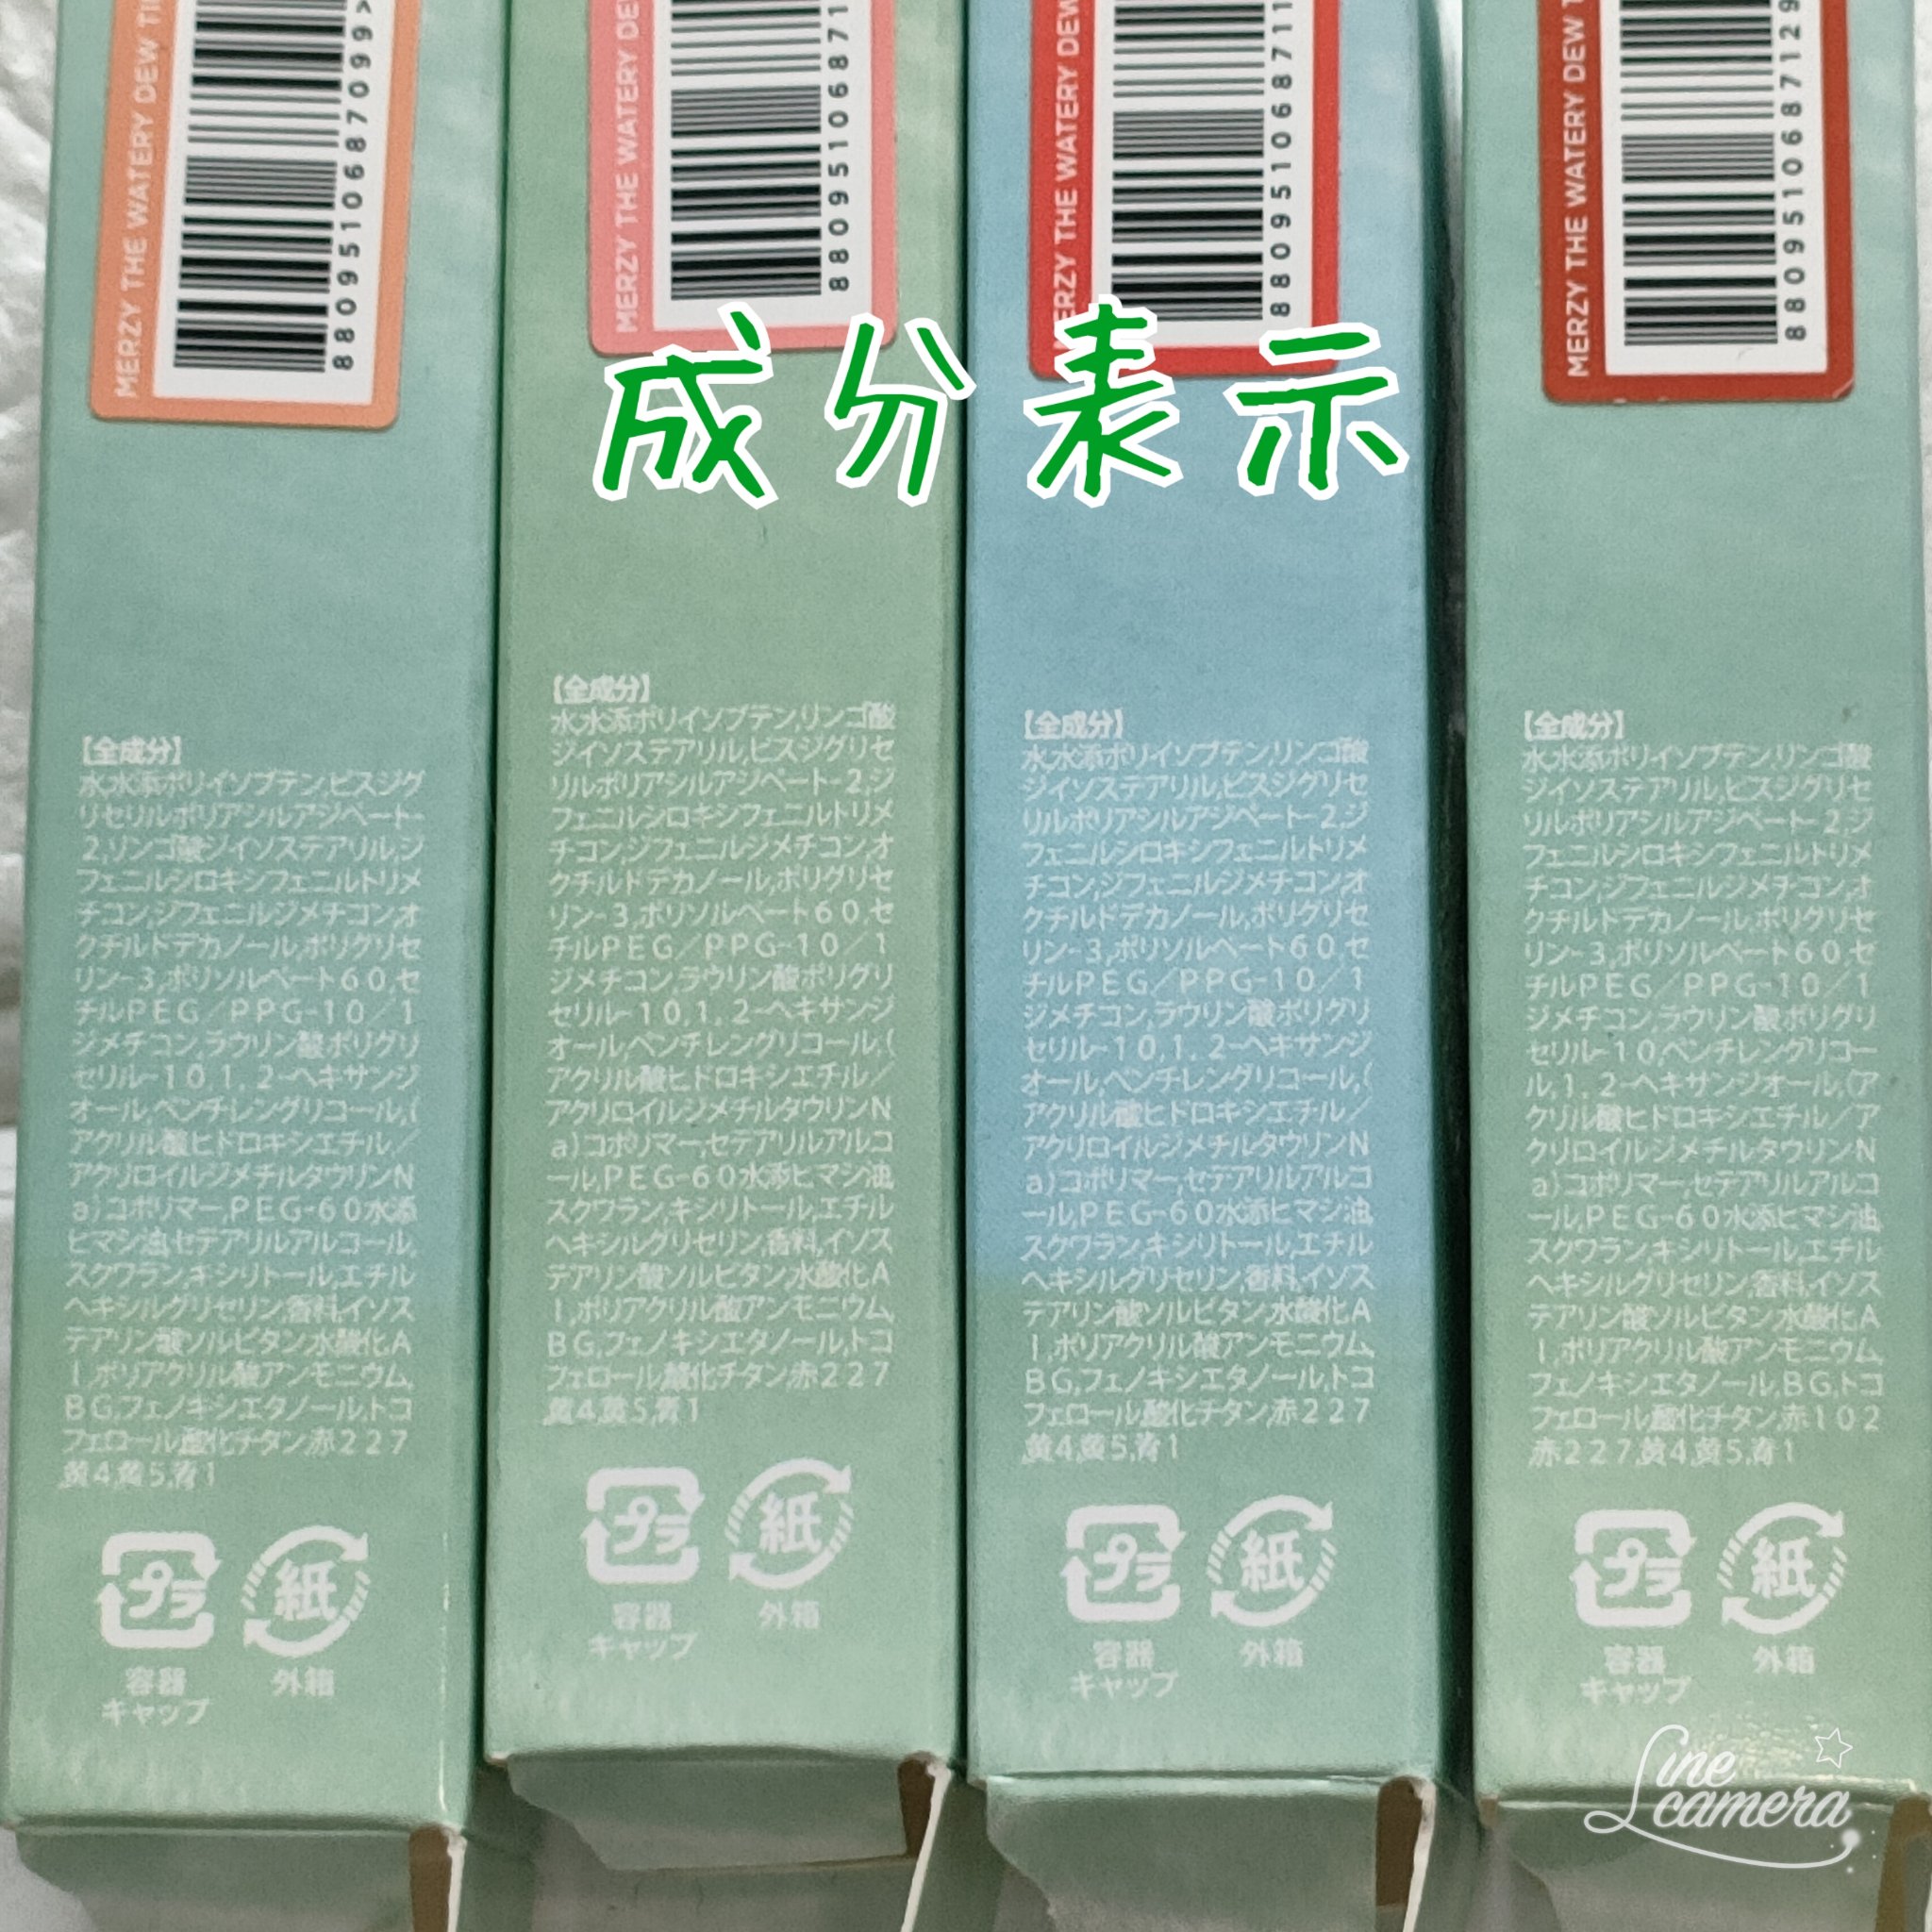 MERZY THE WATERY DEW
8809510687099>
MERZY THE WATERY
88095106871
MERZY THE WATERY DEW
880951068711
MERZY THE WATERY DEW
8809510687129
成分表示
【全成分】
水,水添ポリイソブテン,ビスジグ
リセリルポリアシルアジペート-
2,リンゴ酸ジイソステアリル,ジ
フェニルシロキシフェニルトリメ
チコン,ジフェニルジメチコン,オ
クチルドデカノール,ポリグリセ
リン-3,ポリソルベート60,セ
チルPEG/PPG-10/1
ジメチコン,ラウリン酸ポリグリ
セリル-10,1,2-ヘキサンジ
オール,ペンチレングリコール,(
アクリル酸ヒドロキシエチル/
アクリロイルジメチルタウリンN
a)コポリマー,PEG-60水添
ヒマシ油,セテアリルアルコール,
スクワラン,キシリトール,エチル
ヘキシルグリセリン,香料,イソス
テアリン酸ソルビタン,水酸化A
l,ポリアクリル酸アンモニウム,
BG,フェノキシエタノール,トコ
フェロール,酸化チタン,赤227
,黄4,黄5,青1
プラ 紙
容器 外箱
キャップ
【全成分】
水,水添ポリイソブテン,リンゴ酸
ジイソステアリル,ビスジグリセ
リルポリアシルアジペート-2,ジ
フェニルシロキシフェニルトリメ
チコン,ジフェニルジメチコン,オ
クチルドデカノール,ポリグリセ
リン-3,ポリソルベート60,セ
チルPEG/PPG-10/1
ジメチコン,ラウリン酸ポリグリ
セリル-10,1,2-ヘキサンジ
オール,ペンチレングリコール,(
アクリル酸ヒドロキシエチル/
アクリロイルジメチルタウリンN
a)コポリマー,セテアリルアルコ
ール,PEG-60水添ヒマシ油,
スクワラン,キシリトール,エチル
ヘキシルグリセリン,香料,イソス
テアリン酸ソルビタン,水酸化A
l,ポリアクリル酸アンモニウム,
BG,フェノキシエタノール,トコ
フェロール,酸化チタン,赤227
,黄4,黄5,青1
プラ 紙
容器 外箱
キャップ
【全成分】
水,水添ポリイソブテン,リンゴ酸
ジイソステアリル,ビスジグリセ
リルポリアシルアジペート-2,ジ
フェニルシロキシフェニルトリメ
チコン,ジフェニルジメチコン,オ
クチルドデカノール,ポリグリセ
リン-3,ポリソルベート60,セ
チルPEG/PPG-10/1
ジメチコン,ラウリン酸ポリグリ
セリル-10,1,2-ヘキサンジ
オール,ペンチレングリコール,(
アクリル酸ヒドロキシエチル/
アクリロイルジメチルタウリンN
a)コポリマー,セテアリルアルコ
ール,PEG-60水添ヒマシ油,
スクワラン,キシリトール,エチル
ヘキシルグリセリン,香料,イソス
テアリン酸ソルビタン,水酸化A
l,ポリアクリル酸アンモニウム,
BG,フェノキシエタノール,トコ
フェロール,酸化チタン,赤227
,黄4,黄5,青1
プラ 紙
容器 外箱
キャップ
【全成分】
水,水添ポリイソブテン,リンゴ酸
ジイソステアリル,ビスジグリセ
リルポリアシルアジペート-2,ジ
フェニルシロキシフェニルトリメ
チコン,ジフェニルジメチコン,オ
クチルドデカノール,ポリグリセ
リン-3,ポリソルベート60,セ
チルPEG/PPG-10/1
ジメチコン,ラウリン酸ポリグリ
セリル-10,ペンチレングリコー
ル,1,2-ヘキサンジオール,(ア
クリル酸ヒドロキシエチル/ア
クリロイルジメチルタウリンN
a)コポリマー,セテアリルアルコ
ール,PEG-60水添ヒマシ油,
スクワラン,キシリトール,エチル
ヘキシルグリセリン,香料,イソス
テアリン酸ソルビタン,水酸化A
l,ポリアクリル酸アンモニウム,
フェノキシエタノール,BG,トコ
フェロール,酸化チタン,赤102
,赤227,黄4,黄5,青1
プラ 紙
容器 外箱
キャップ
Line
camera